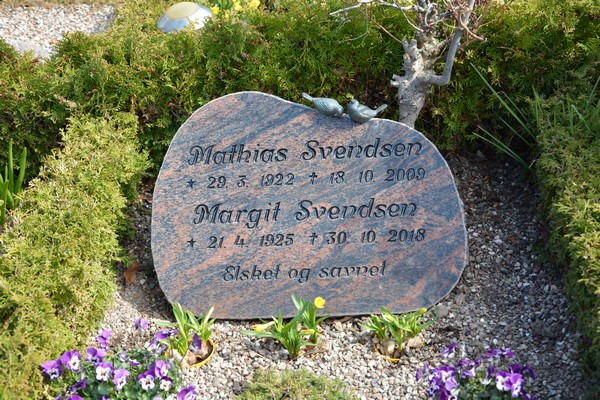 Mathias Svendsen
* 29. 3. 1922 † 18. 10. 2009
Margit Svendsen
* 21. 4. 1925 † 30. 10. 2018
Elsket og savnet